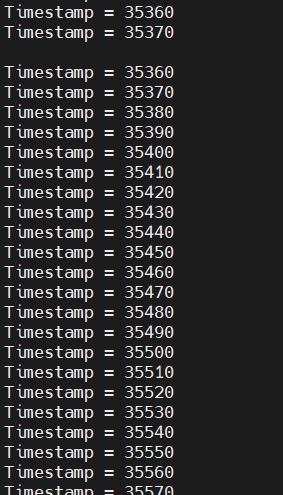 Timestamp = 35360
Timestamp = 35370
Timestamp = 35360
Timestamp = 35370
Timestamp = 35380
Timestamp = 35390
Timestamp = 35400
Timestamp = 35410
Timestamp = 35420
Timestamp = 35430
Timestamp = 35440
Timestamp = 35450
Timestamp = 35460
Timestamp = 35470
Timestamp = 35480
Timestamp = 35490
Timestamp = 35500
Timestamp = 35510
Timestamp = 35520
Timestamp = 35530
Timestamp = 35540
Timestamp = 35550
Timestamp = 35560
Timestamp = 35570